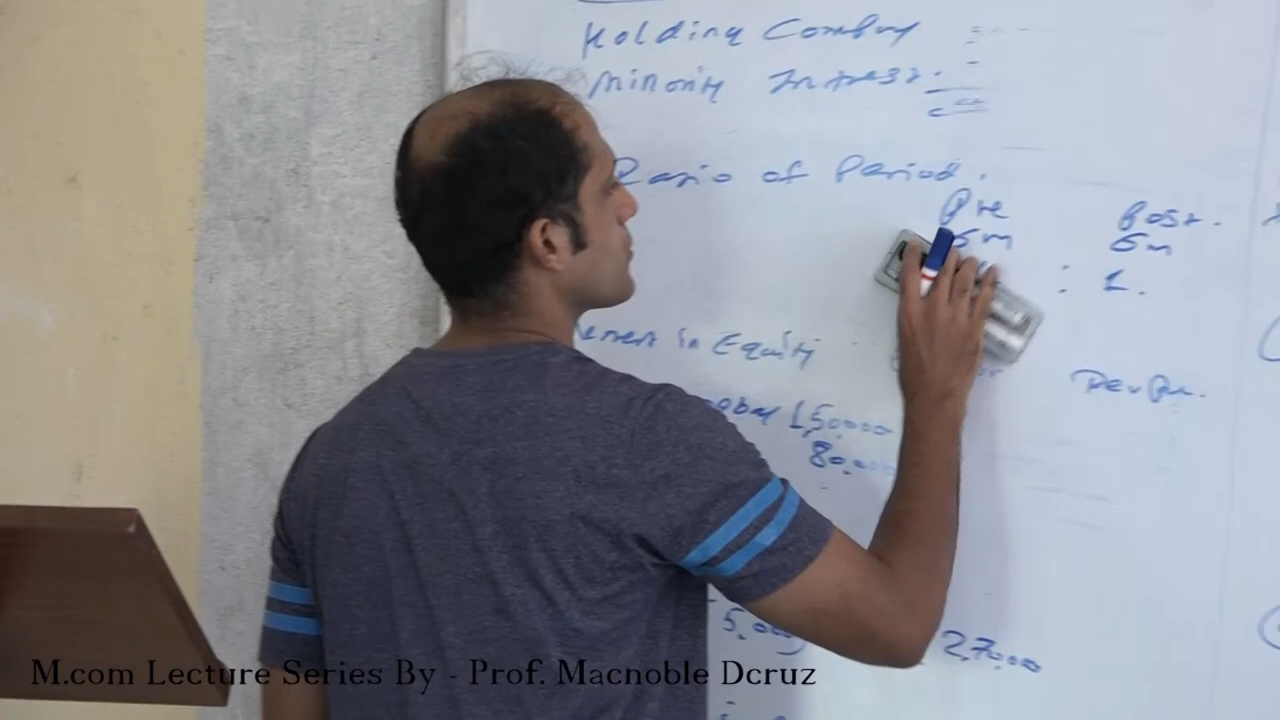 Holding Company
Minority Interest.
Ratio of Period.
Pre Post.
6m 6m
: 1.
in Equity
1,50,000
80,000
5,000
2,70,000
M.com Lecture Series By - Prof. Macnoble Dcruz